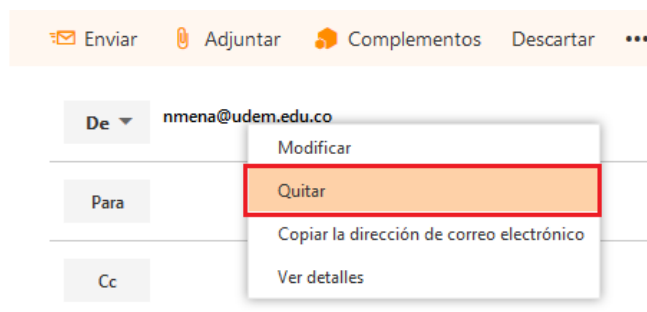 Enviar Adjuntar Complementos Descartar •••
De nmena@udem.edu.co
Modificar
Para
Quitar
Copiar la dirección de correo electrónico
Cc
Ver detalles